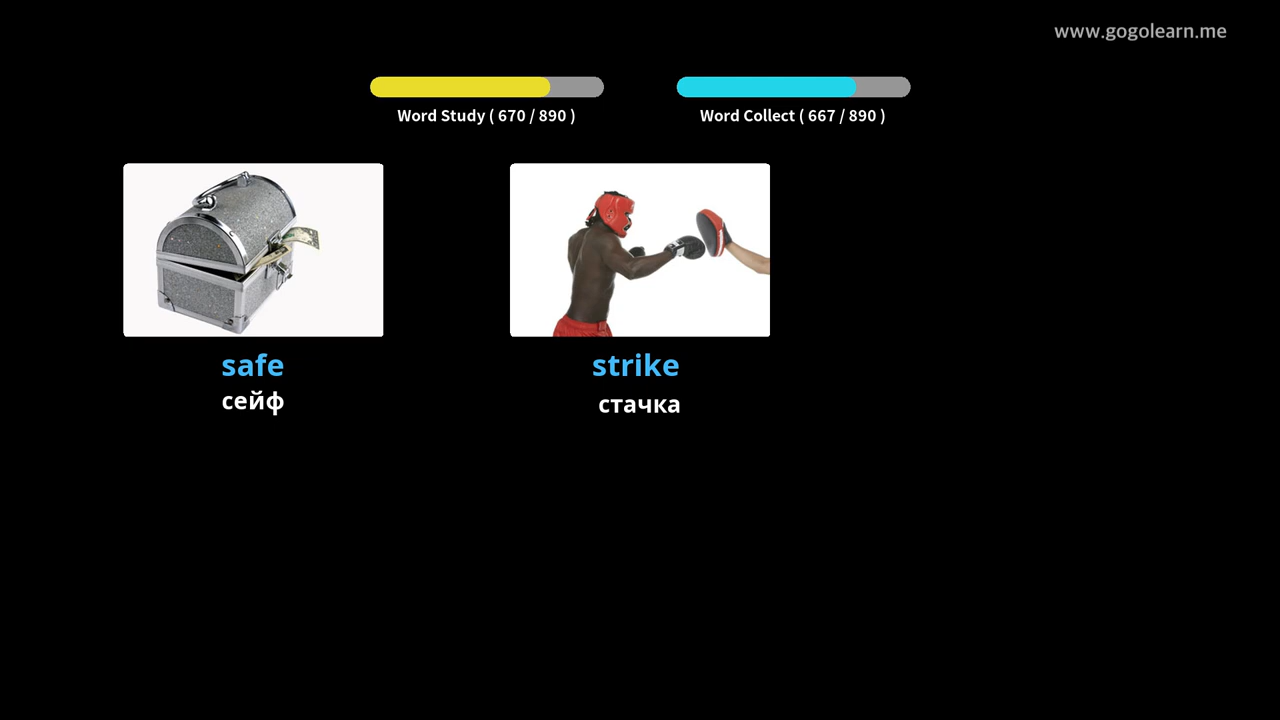 www.gogolearn.me
Word Study ( 670 / 890 )
Word Collect ( 667 / 890 )
safe
сейф
strike
стачка